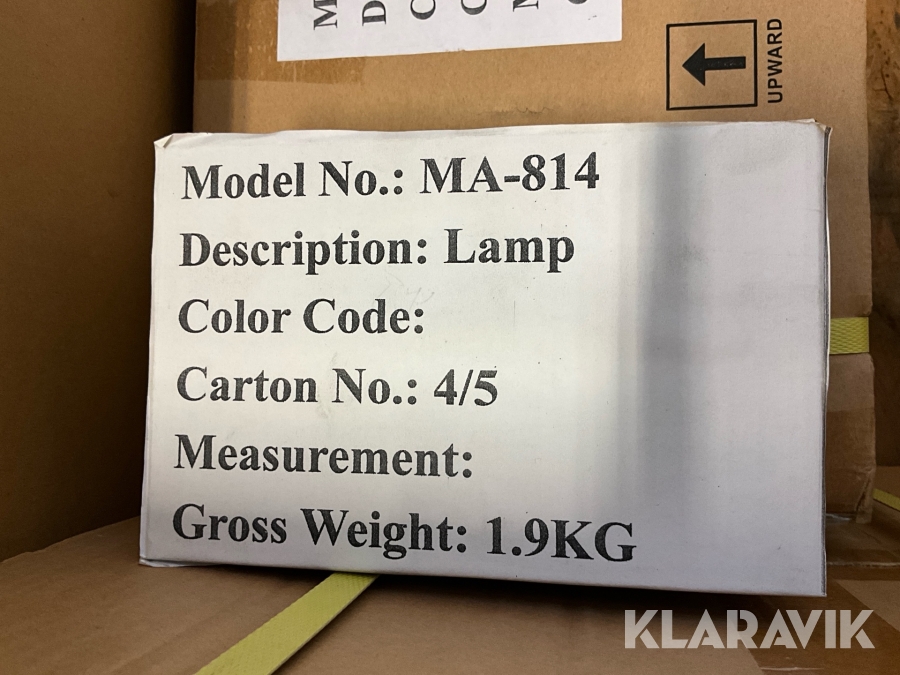 Model No.: MA-814
Description: Lamp
Color Code:
Carton No.: 4/5
Measurement:
Gross Weight: 1.9KG
UPWARD
KLARAVIK